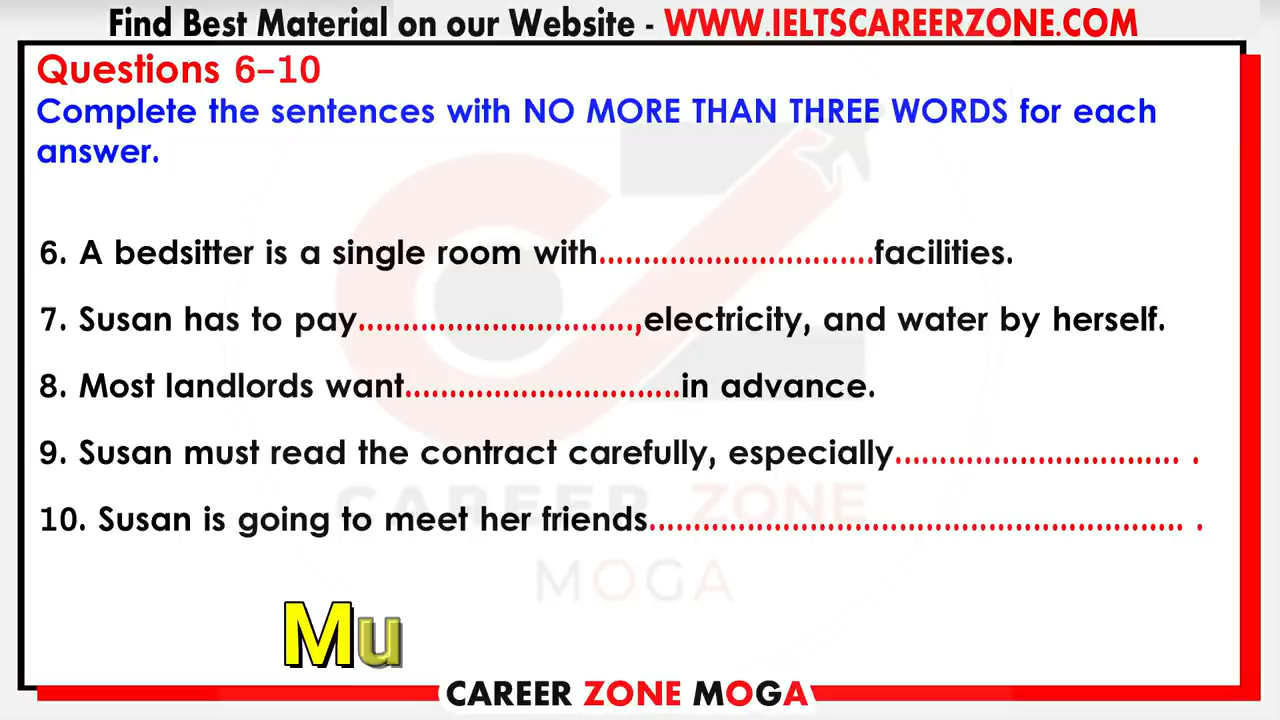 Find Best Material on our Website - WWW.IELTSCAREERZONE.COM
Questions 6–10
Complete the sentences with NO MORE THAN THREE WORDS for each
answer.
6. A bedsitter is a single room with..............................facilities.
7. Susan has to pay..............................,electricity, and water by herself.
8. Most landlords want..............................in advance.
9. Susan must read the contract carefully, especially................................ .
10. Susan is going to meet her friends............................................................ .
CAREER ZONE
MOGA
Mu
CAREER ZONE MOGA